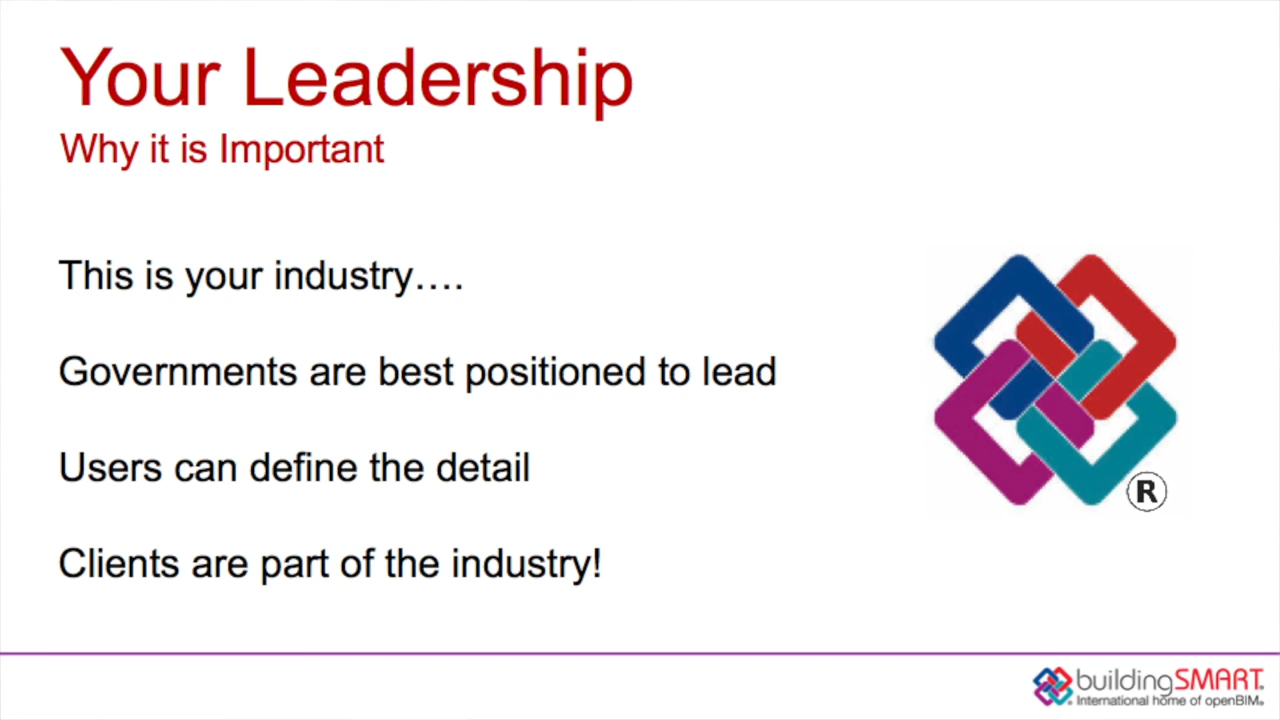 Your Leadership
Why it is Important
This is your industry….
Governments are best positioned to lead
Users can define the detail
Clients are part of the industry!
®
buildingSMART®
International home of openBIM®